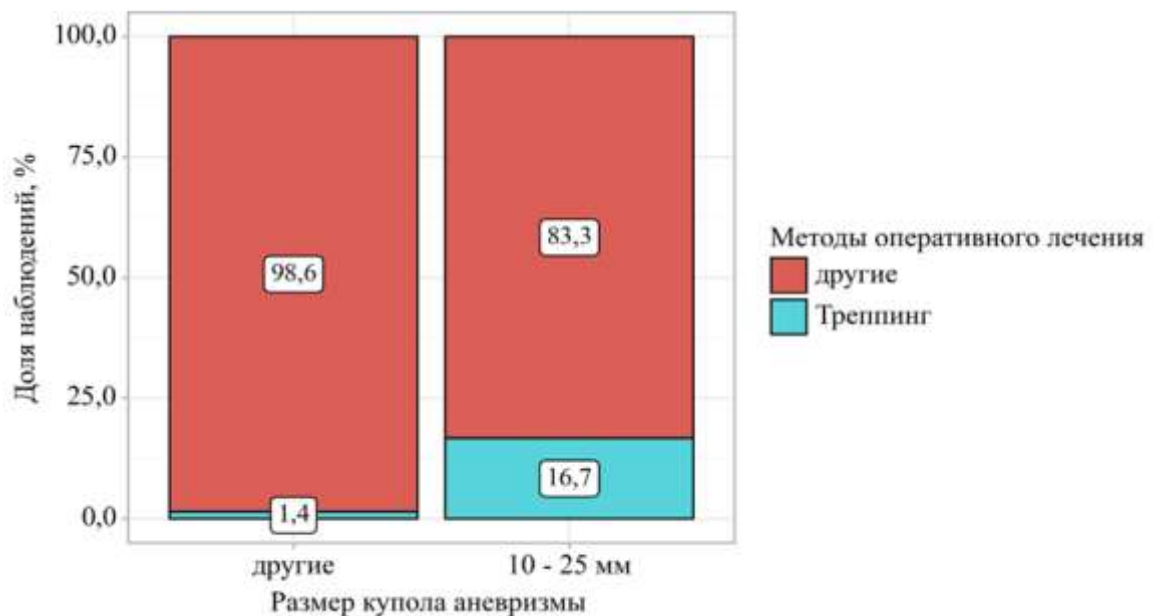 Доля наблюдений, %
100,0
75,0
50,0
25,0
0,0
98,6
1,4
83,3
16,7
другие
10 - 25 мм
Размер купола аневризмы
Методы оперативного лечения
другие
Треппинг